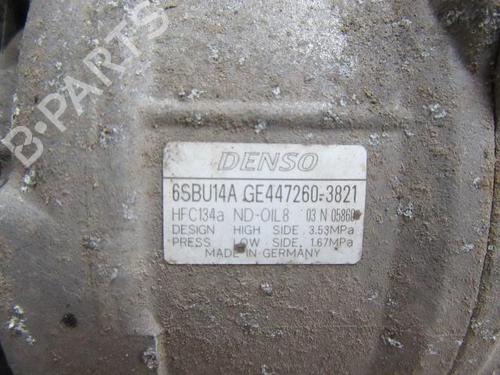 B-PARTS
DENSO
6SBU14A GE447260-3821
HFC134a ND-OIL8 03 N 05860
DESIGN HIGH SIDE 3.53MPa
PRESS LOW SIDE 1.67MPa
MADE IN GERMANY